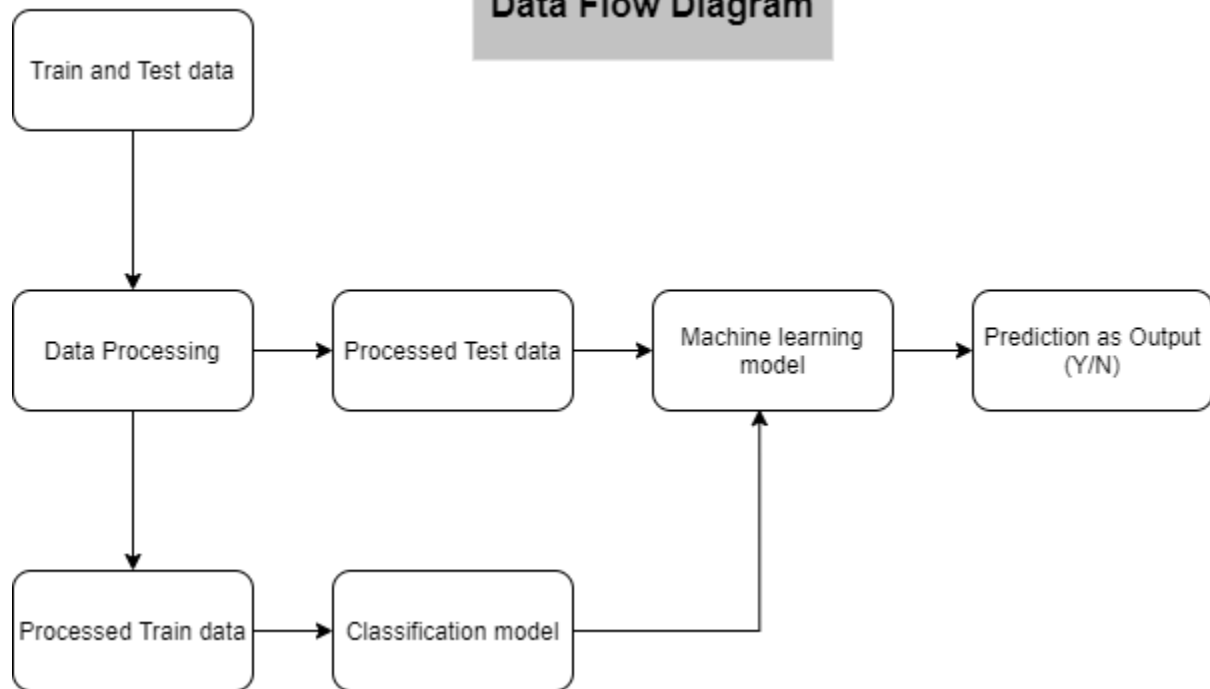 Data Flow Diagram
Train and Test data
Data Processing
Processed Test data
Machine learning
model
Prediction as Output
(Y/N)
Processed Train data
Classification model